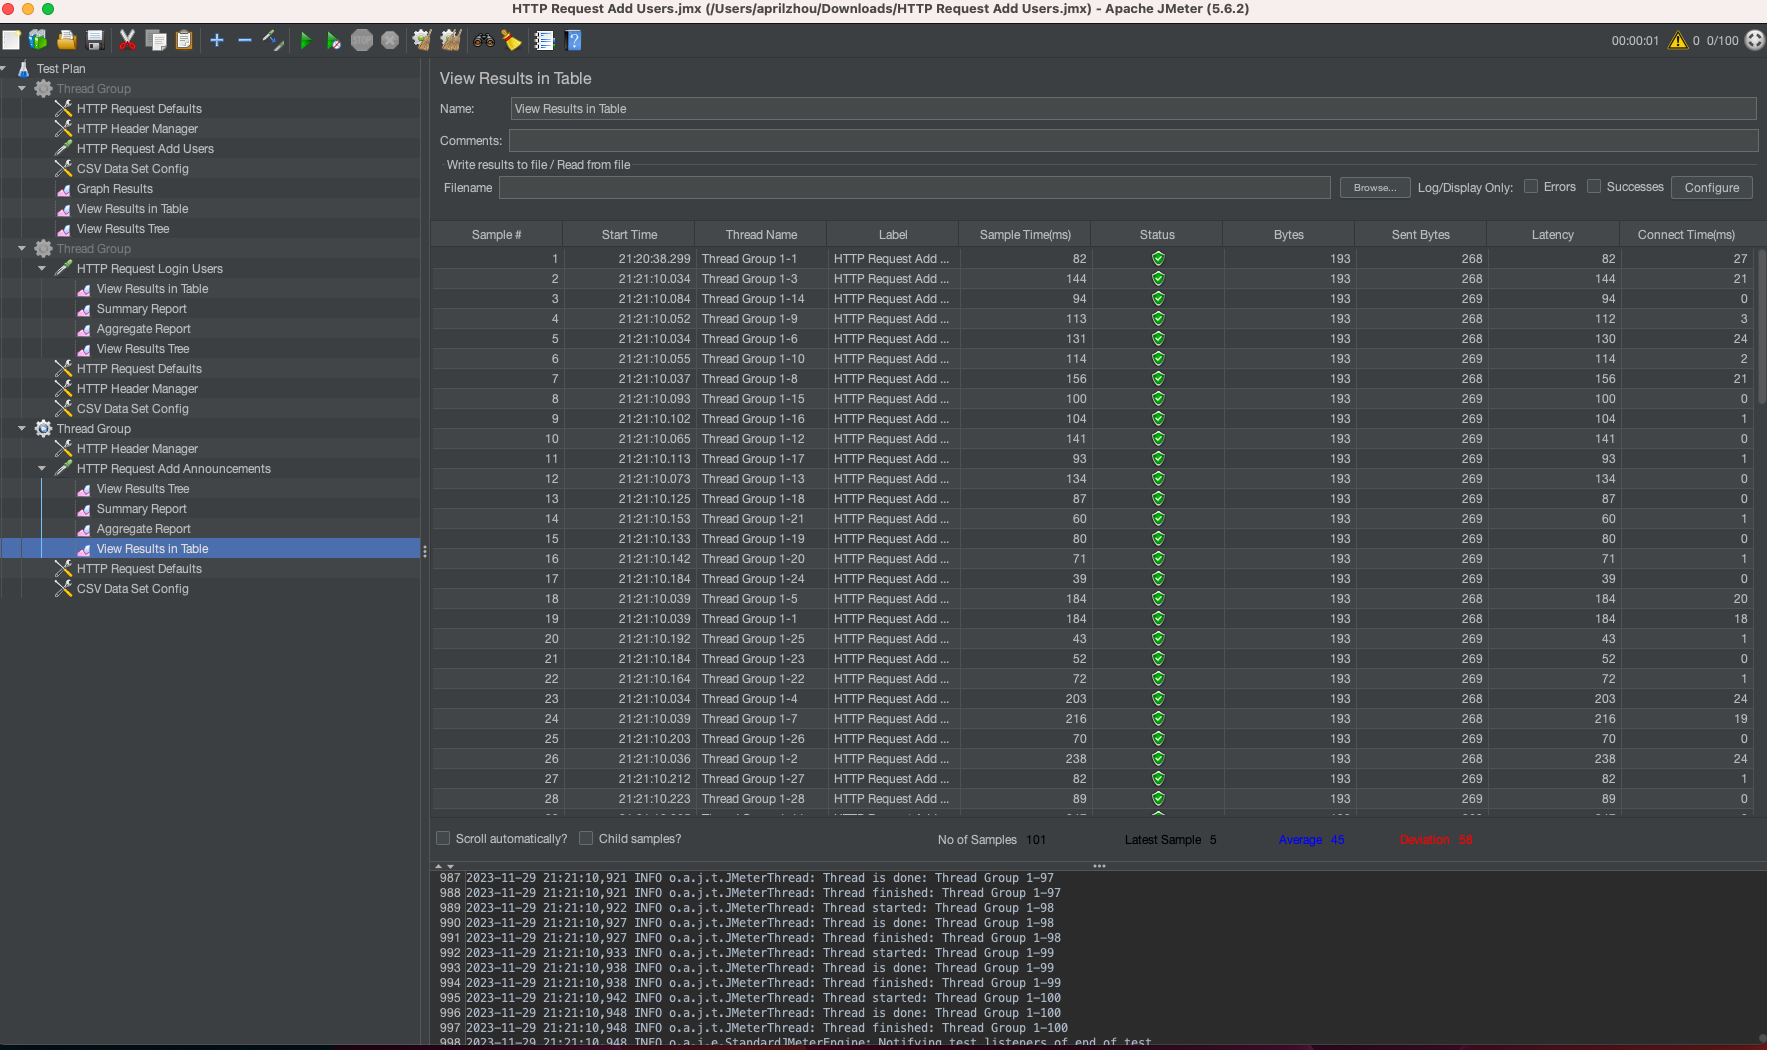 HTTP Request Add Users.jmx (/Users/aprilzhou/Downloads/HTTP Request Add Users.jmx) - Apache JMeter (5.6.2)
STOP
00:00:01 0 0/100
Test Plan
Thread Group
HTTP Request Defaults
HTTP Header Manager
HTTP Request Add Users
CSV Data Set Config
Graph Results
View Results in Table
View Results Tree
Thread Group
HTTP Request Login Users
View Results in Table
Summary Report
Aggregate Report
View Results Tree
HTTP Request Defaults
HTTP Header Manager
CSV Data Set Config
Thread Group
HTTP Header Manager
HTTP Request Add Announcements
View Results Tree
Summary Report
Aggregate Report
View Results in Table
HTTP Request Defaults
CSV Data Set Config
View Results in Table
Name: View Results in Table
Comments:
Write results to file / Read from file
Filename Browse... Log/Display Only: Errors Successes Configure
Sample # Start Time Thread Name Label Sample Time(ms) Status Bytes Sent Bytes Latency Connect Time(ms)
1 21:20:38.299 Thread Group 1-1 HTTP Request Add ... 82 193 268 82 27
2 21:21:10.034 Thread Group 1-3 HTTP Request Add ... 144 193 268 144 21
3 21:21:10.084 Thread Group 1-14 HTTP Request Add ... 94 193 269 94 0
4 21:21:10.052 Thread Group 1-9 HTTP Request Add ... 113 193 268 112 3
5 21:21:10.034 Thread Group 1-6 HTTP Request Add ... 131 193 268 130 24
6 21:21:10.055 Thread Group 1-10 HTTP Request Add ... 114 193 269 114 2
7 21:21:10.037 Thread Group 1-8 HTTP Request Add ... 156 193 268 156 21
8 21:21:10.093 Thread Group 1-15 HTTP Request Add ... 100 193 269 100 0
9 21:21:10.102 Thread Group 1-16 HTTP Request Add ... 104 193 269 104 1
10 21:21:10.065 Thread Group 1-12 HTTP Request Add ... 141 193 269 141 0
11 21:21:10.113 Thread Group 1-17 HTTP Request Add ... 93 193 269 93 1
12 21:21:10.073 Thread Group 1-13 HTTP Request Add ... 134 193 269 134 0
13 21:21:10.125 Thread Group 1-18 HTTP Request Add ... 87 193 269 87 0
14 21:21:10.153 Thread Group 1-21 HTTP Request Add ... 60 193 269 60 1
15 21:21:10.133 Thread Group 1-19 HTTP Request Add ... 80 193 269 80 0
16 21:21:10.142 Thread Group 1-20 HTTP Request Add ... 71 193 269 71 1
17 21:21:10.184 Thread Group 1-24 HTTP Request Add ... 39 193 269 39 0
18 21:21:10.039 Thread Group 1-5 HTTP Request Add ... 184 193 268 184 20
19 21:21:10.039 Thread Group 1-1 HTTP Request Add ... 184 193 268 184 18
20 21:21:10.192 Thread Group 1-25 HTTP Request Add ... 43 193 269 43 1
21 21:21:10.184 Thread Group 1-23 HTTP Request Add ... 52 193 269 52 0
22 21:21:10.164 Thread Group 1-22 HTTP Request Add ... 72 193 269 72 1
23 21:21:10.034 Thread Group 1-4 HTTP Request Add ... 203 193 268 203 24
24 21:21:10.039 Thread Group 1-7 HTTP Request Add ... 216 193 268 216 19
25 21:21:10.203 Thread Group 1-26 HTTP Request Add ... 70 193 269 70 0
26 21:21:10.036 Thread Group 1-2 HTTP Request Add ... 238 193 268 238 24
27 21:21:10.212 Thread Group 1-27 HTTP Request Add ... 82 193 269 82 1
28 21:21:10.223 Thread Group 1-28 HTTP Request Add ... 89 193 269 89 0
Scroll automatically? Child samples? No of Samples 101 Latest Sample 5 Average 45 Deviation 58
987 2023-11-29 21:21:10,921 INFO o.a.j.t.JMeterThread: Thread is done: Thread Group 1-97
988 2023-11-29 21:21:10,921 INFO o.a.j.t.JMeterThread: Thread finished: Thread Group 1-97
989 2023-11-29 21:21:10,922 INFO o.a.j.t.JMeterThread: Thread started: Thread Group 1-98
990 2023-11-29 21:21:10,927 INFO o.a.j.t.JMeterThread: Thread is done: Thread Group 1-98
991 2023-11-29 21:21:10,927 INFO o.a.j.t.JMeterThread: Thread finished: Thread Group 1-98
992 2023-11-29 21:21:10,933 INFO o.a.j.t.JMeterThread: Thread started: Thread Group 1-99
993 2023-11-29 21:21:10,938 INFO o.a.j.t.JMeterThread: Thread is done: Thread Group 1-99
994 2023-11-29 21:21:10,938 INFO o.a.j.t.JMeterThread: Thread finished: Thread Group 1-99
995 2023-11-29 21:21:10,942 INFO o.a.j.t.JMeterThread: Thread started: Thread Group 1-100
996 2023-11-29 21:21:10,948 INFO o.a.j.t.JMeterThread: Thread is done: Thread Group 1-100
997 2023-11-29 21:21:10,948 INFO o.a.j.t.JMeterThread: Thread finished: Thread Group 1-100
998 2023-11-29 21:21:10,948 INFO o.a.j.e.StandardJMeterEngine: Notifying test listeners of end of test